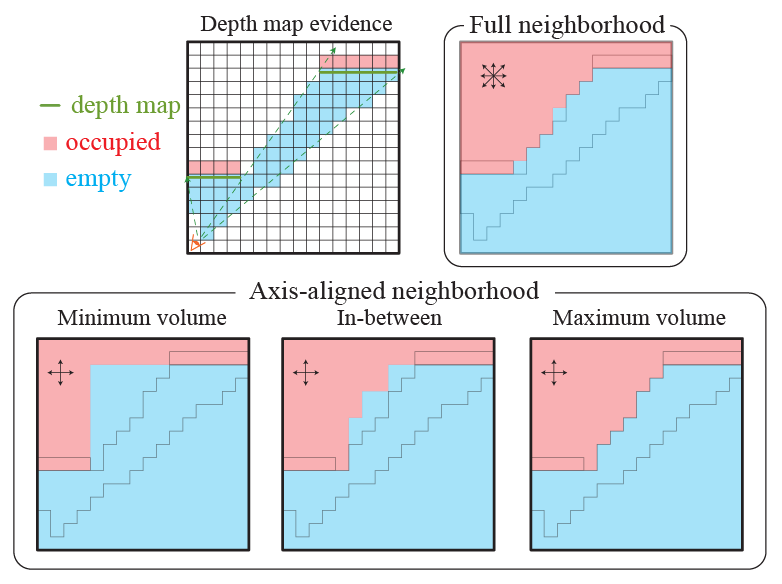 Depth map evidence
Full neighborhood
depth map
occupied
empty
Axis-aligned neighborhood
Minimum volume
In-between
Maximum volume